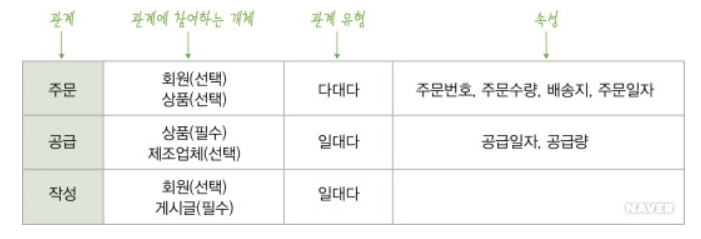 관계 관계에 참여하는 개체 관계 유형 속성
주문 회원(선택) 다대다 주문번호, 주문수량, 배송지, 주문일자
상품(선택)
공급 상품(필수) 일대다 공급일자, 공급량
제조업체(선택)
작성 회원(선택) 일대다
게시글(필수)
NAVER